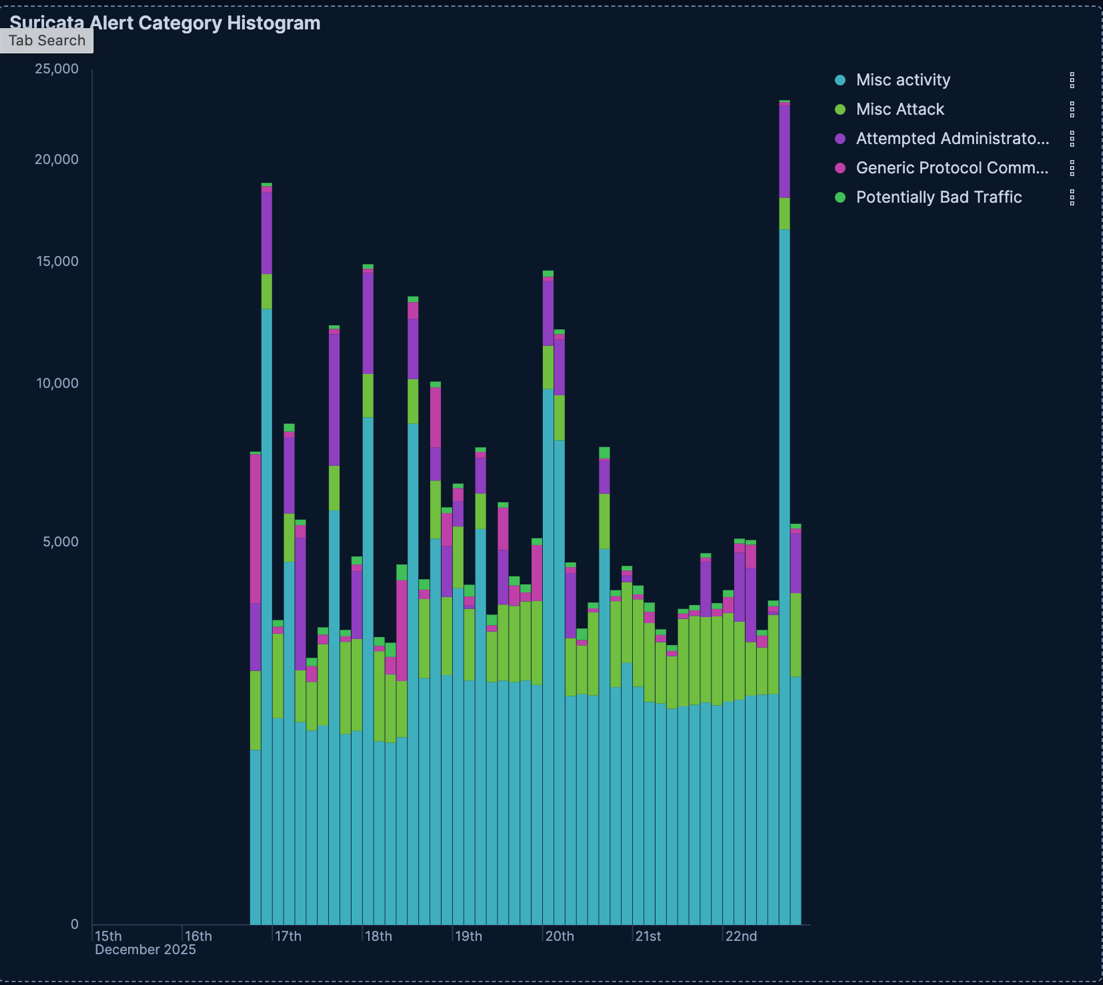 Suricata Alert Category Histogram
Tab Search
25,000
20,000
15,000
10,000
5,000
0
15th
16th
17th
18th
19th
20th
21st
22nd
December 2025
Misc activity
Misc Attack
Attempted Administrato...
Generic Protocol Comm...
Potentially Bad Traffic